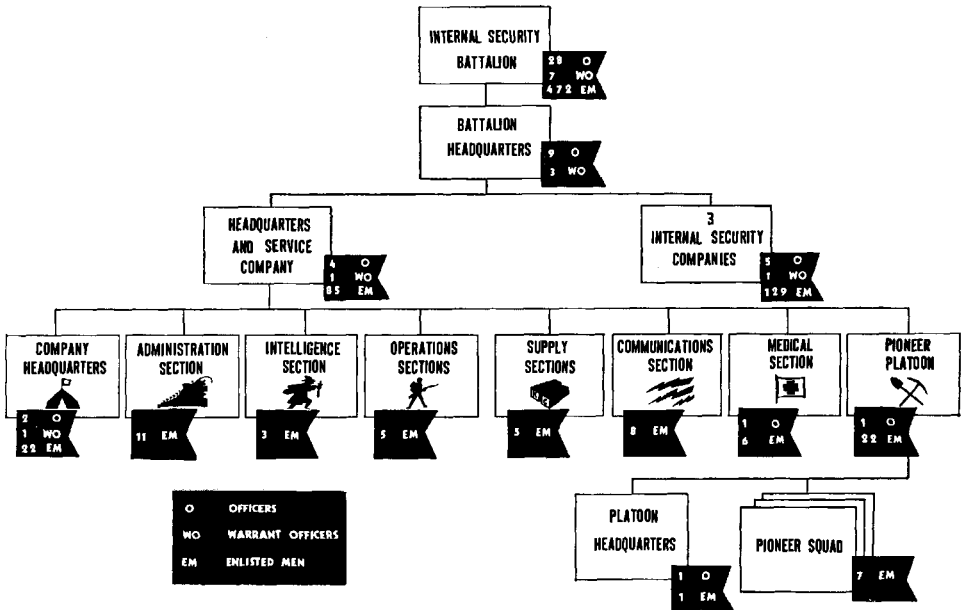 INTERNAL SECURITY
BATTALION
28 O
7 WO
472 EM
BATTALION
HEADQUARTERS
9 O
3 WO
HEADQUARTERS
AND SERVICE
COMPANY
4 O
1 WO
85 EM
3
INTERNAL SECURITY
COMPANIES
5 O
1 WO
129 EM
COMPANY
HEADQUARTERS
2 O
1 WO
22 EM
ADMINISTRATION
SECTION
11 EM
INTELLIGENCE
SECTION
3 EM
OPERATIONS
SECTIONS
5 EM
SUPPLY
SECTIONS
5 EM
COMMUNICATIONS
SECTION
8 EM
MEDICAL
SECTION
1 O
6 EM
PIONEER
PLATOON
1 O
22 EM
O OFFICERS
WO WARRANT OFFICERS
EM ENLISTED MEN
PLATOON
HEADQUARTERS
1 O
1 EM
PIONEER SQUAD
7 EM